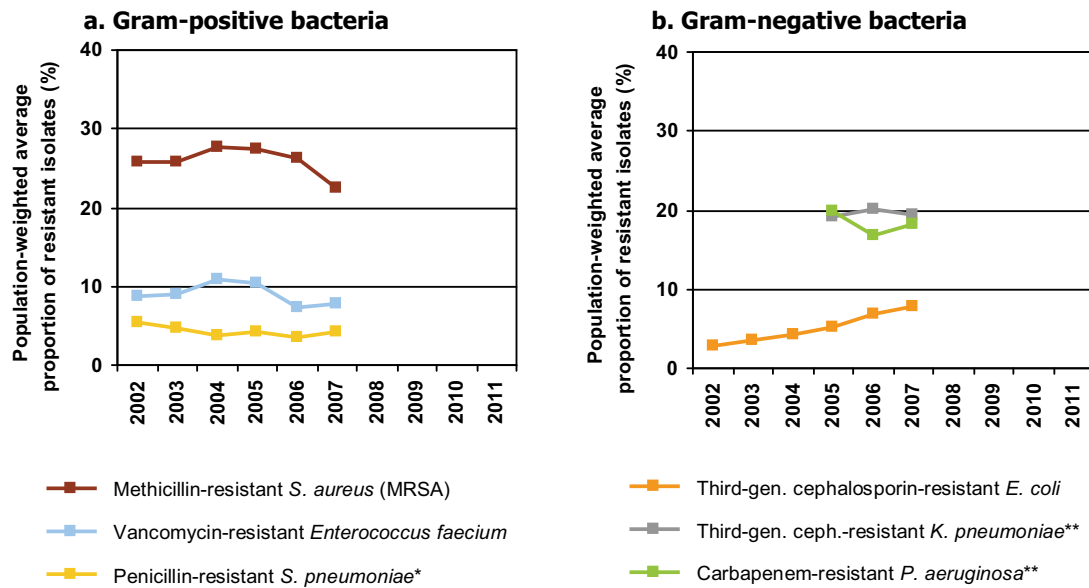 a. Gram-positive bacteria
Population-weighted average
proportion of resistant isolates (%)
40
30
20
10
0
2002
2003
2004
2005
2006
2007
2008
2009
2010
2011
Methicillin-resistant S. aureus (MRSA)
Vancomycin-resistant Enterococcus faecium
Penicillin-resistant S. pneumoniae*
b. Gram-negative bacteria
Population-weighted average
proportion of resistant isolates (%)
40
30
20
10
0
2002
2003
2004
2005
2006
2007
2008
2009
2010
2011
Third-gen. cephalosporin-resistant E. coli
Third-gen. ceph.-resistant K. pneumoniae**
Carbapenem-resistant P. aeruginosa**